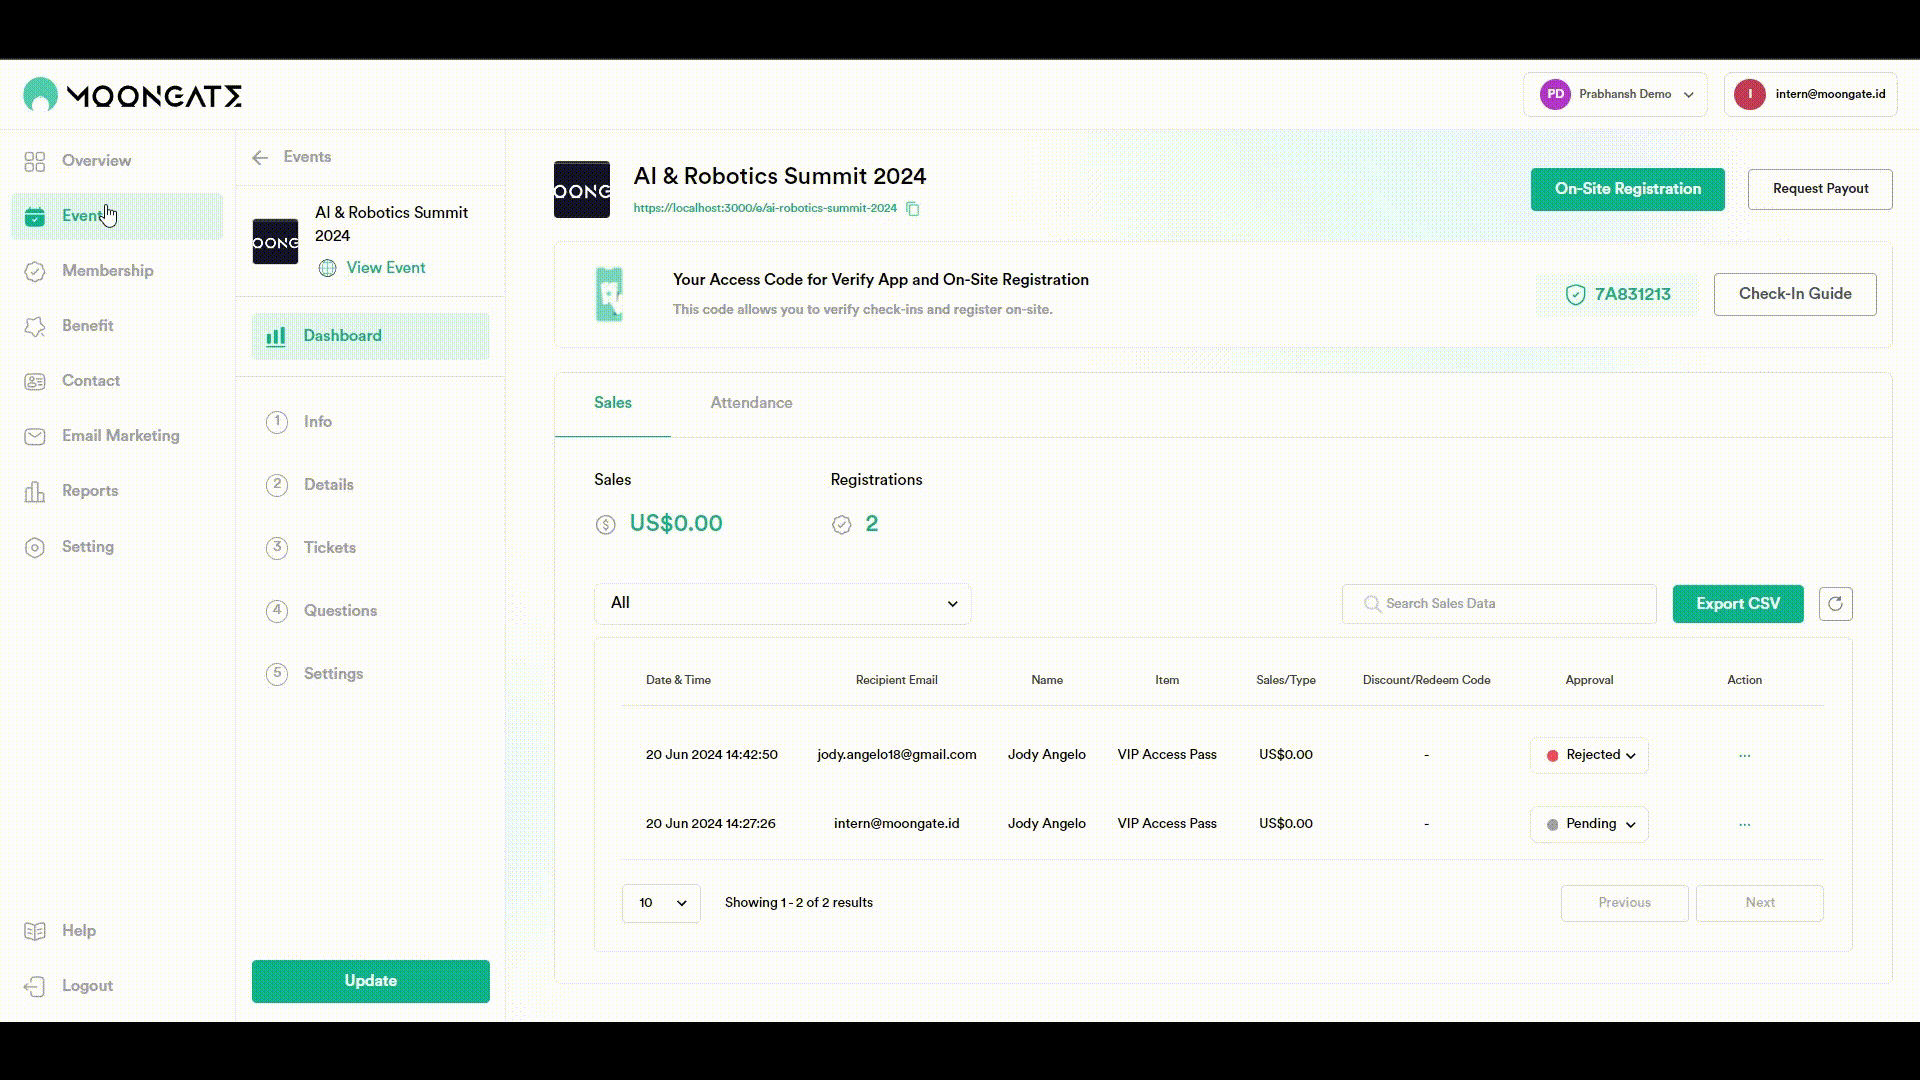 MOONGATE
PD Prabhansh Demo
I intern@moongate.id
Overview
Event
Membership
Benefit
Contact
Email Marketing
Reports
Setting
Help
Logout
Events
OONG
AI & Robotics Summit
2024
View Event
Dashboard
1 Info
2 Details
3 Tickets
4 Questions
5 Settings
Update
OONG
AI & Robotics Summit 2024
https://localhost:3000/e/ai-robotics-summit-2024
On-Site Registration
Request Payout
Your Access Code for Verify App and On-Site Registration
This code allows you to verify check-ins and register on-site.
7A831213
Check-In Guide
Sales Attendance
Sales Registrations
US$0.00 2
All
Search Sales Data
Export CSV
Date & Time Recipient Email Name Item Sales/Type Discount/Redeem Code Approval Action
20 Jun 2024 14:42:50 jody.angelo18@gmail.com Jody Angelo VIP Access Pass US$0.00 - Rejected ...
20 Jun 2024 14:27:26 intern@moongate.id Jody Angelo VIP Access Pass US$0.00 - Pending ...
10 Showing 1 - 2 of 2 results Previous Next